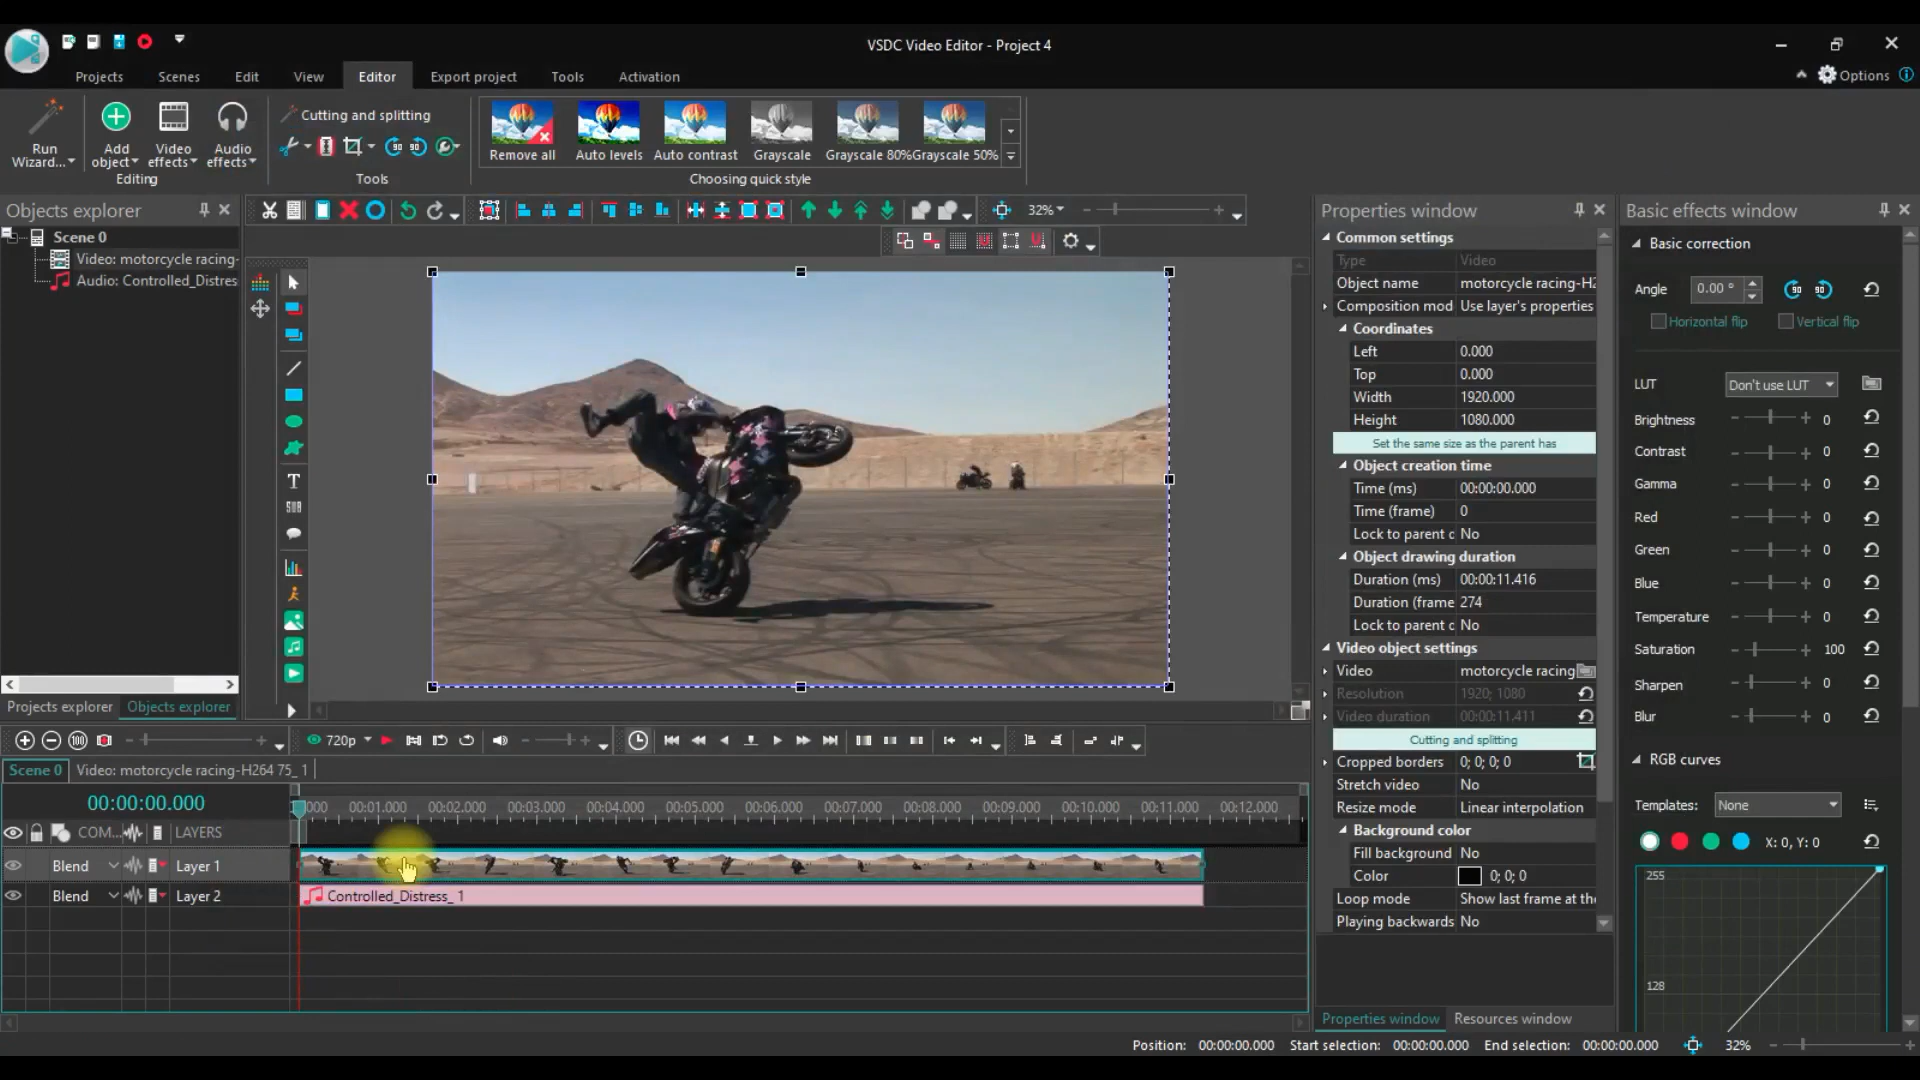 VSDC Video Editor - Project 4
Projects
Scenes
Edit
View
Editor
Export project
Tools
Activation
Options
Run
Wizard...
Add
object
Video
effects
Audio
effects
Editing
Cutting and splitting
Tools
Remove all
Auto levels
Auto contrast
Grayscale
Grayscale 80%
Grayscale 50%
Choosing quick style
Objects explorer
Scene 0
Video: motorcycle racing-
Audio: Controlled_Distres
Projects explorer
Objects explorer
32%
Properties window
Common settings
Type Video
Object name motorcycle racing-H2
Composition mod Use layer's properties
Coordinates
Left 0.000
Top 0.000
Width 1920.000
Height 1080.000
Set the same size as the parent has
Object creation time
Time (ms) 00:00:00.000
Time (frame) 0
Lock to parent c No
Object drawing duration
Duration (ms) 00:00:11.416
Duration (frame 274
Lock to parent c No
Video object settings
Video motorcycle racing
Resolution 1920; 1080
Video duration 00:00:11.411
Cutting and splitting
Cropped borders 0; 0; 0; 0
Stretch video No
Resize mode Linear interpolation
Background color
Fill background No
Color 0; 0; 0
Loop mode Show last frame at the
Playing backwards No
Properties window
Resources window
Basic effects window
Basic correction
Angle 0.00 °
90 90
Horizontal flip
Vertical flip
LUT Don't use LUT
Brightness 0
Contrast 0
Gamma 0
Red 0
Green 0
Blue 0
Temperature 0
Saturation 100
Sharpen 0
Blur 0
RGB curves
Templates: None
X: 0, Y: 0
255
128
720p
Scene 0
Video: motorcycle racing-H264 75_ 1
00:00:00.000
000 00:01.000 00:02.000 00:03.000 00:04.000 00:05.000 00:06.000 00:07.000 00:08.000 00:09.000 00:10.000 00:11.000 00:12.000
COM... LAYERS
Blend Layer 1
Blend Layer 2
Controlled_Distress_ 1
Position: 00:00:00.000 Start selection: 00:00:00.000 End selection: 00:00:00.000 32%